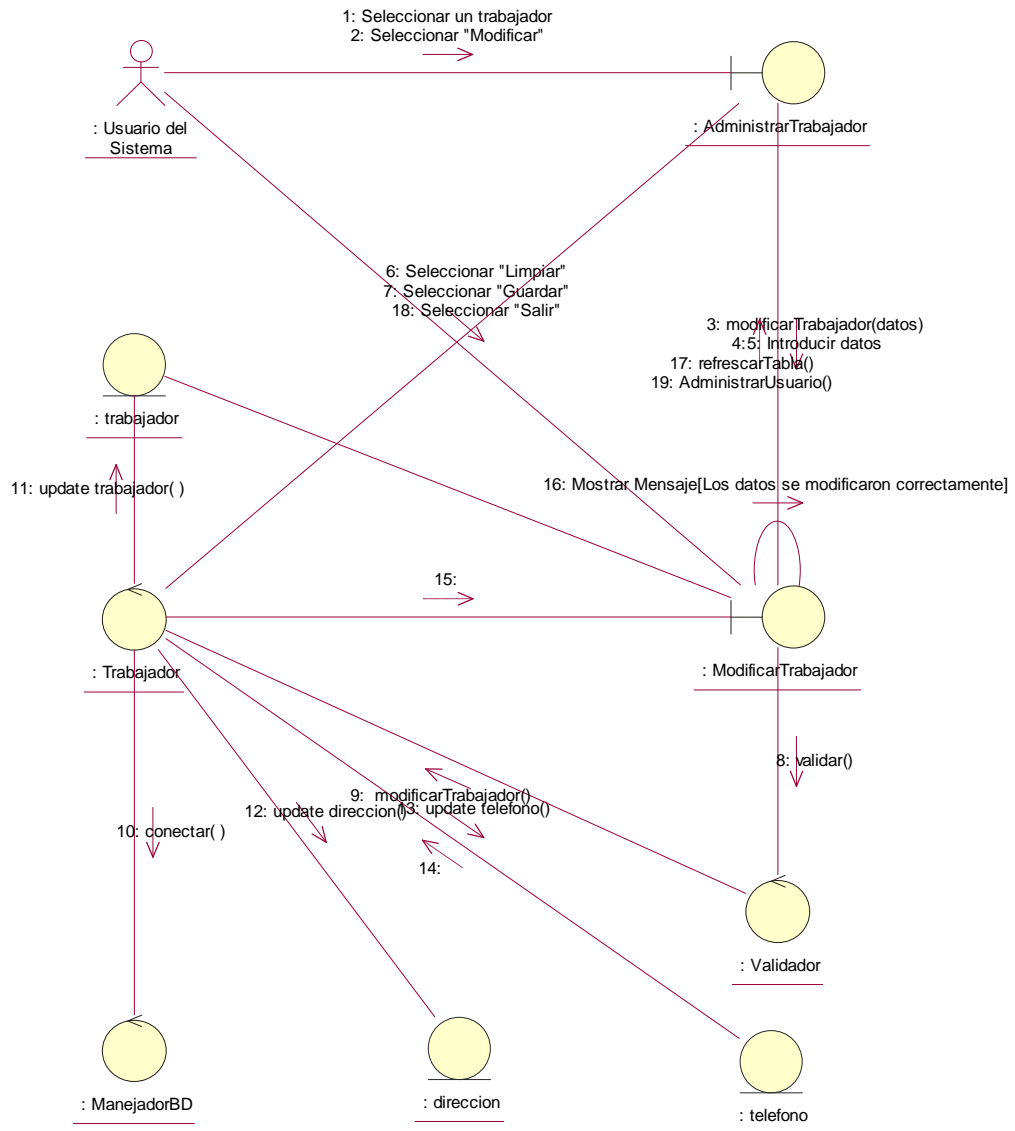 1: Seleccionar un trabajador
2: Seleccionar "Modificar"
: Usuario del
Sistema
: AdministrarTrabajador
6: Seleccionar "Limpiar"
7: Seleccionar "Guardar"
18: Seleccionar "Salir"
3: modificarTrabajador(datos)
4:5: Introducir datos
17: refrescarTabla()
19: AdministrarUsuario()
: trabajador
11: update trabajador( )
16: Mostrar Mensaje[Los datos se modificaron correctamente]
15:
: Trabajador
: ModificarTrabajador
8: validar()
9: modificarTrabajador()
12: update direccion()
13: update telefono()
10: conectar( )
14:
: Validador
: ManejadorBD
: direccion
: telefono